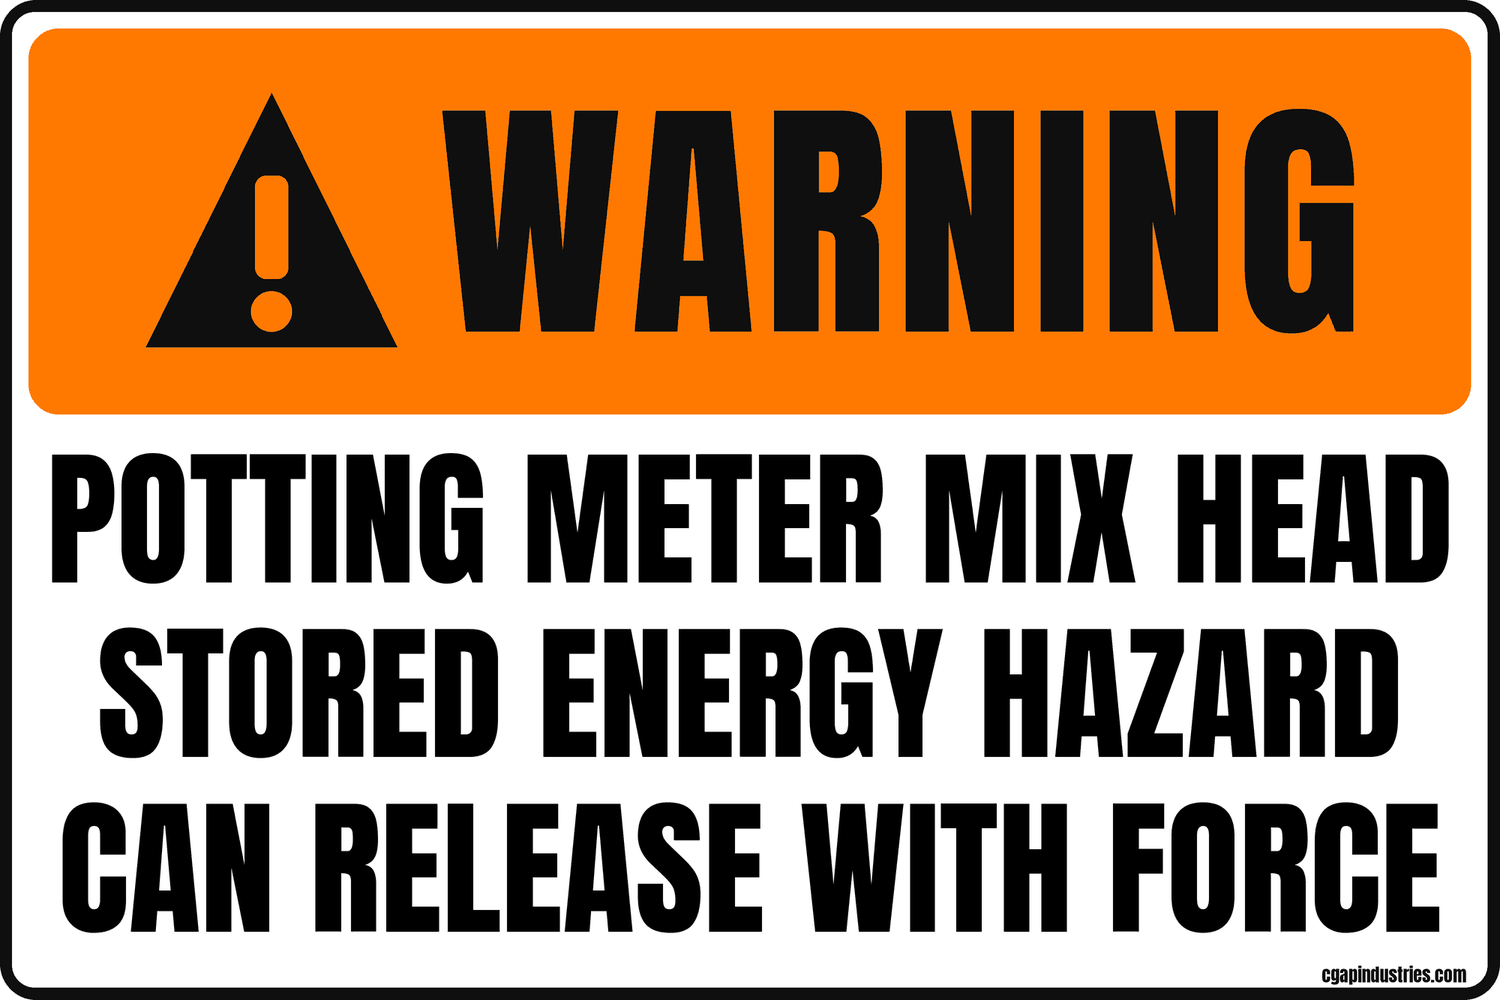 WARNING
POTTING METER MIX HEAD
STORED ENERGY HAZARD
CAN RELEASE WITH FORCE
cgapindustries.com